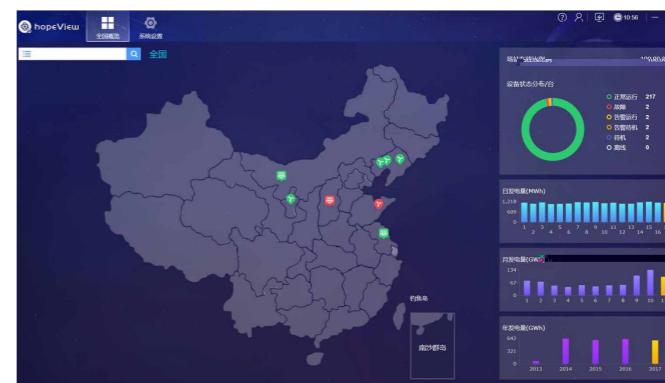 hopeView
全国概览
系统设置
10:56
全国
设备状态分布/台
正常运行 217
故障 2
告警运行 2
告警待机 2
待机 2
离线 0
日发电量(MWh)
1,218
609
0
1 2 3 4 5 6 7 8 9 10 11 12 13 14 15 16
月发电量(GW
134
67
0
1 2 3 4 5 6 7 8 9 10
年发电量(GWh)
642
321
0
2013 2014 2015 2016 2017
钓鱼岛
南沙群岛